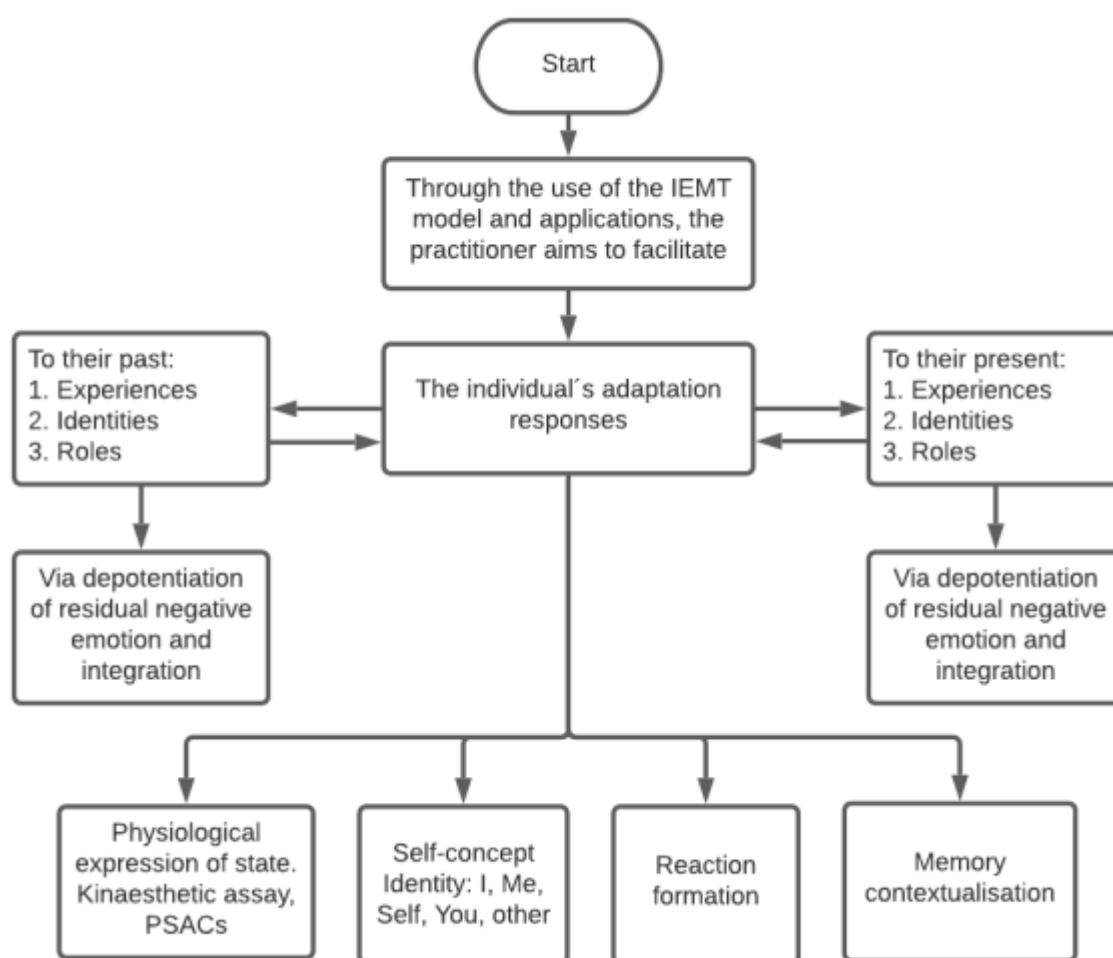 Start
Through the use of the IEMT
model and applications, the
practitioner aims to facilitate
To their past:
1. Experiences
2. Identities
3. Roles
The individual´s adaptation
responses
To their present:
1. Experiences
2. Identities
3. Roles
Via depotentiation
of residual negative
emotion and
integration
Via depotentiation
of residual negative
emotion and
integration
Physiological
expression of state.
Kinaesthetic assay,
PSACs
Self-concept
Identity: I, Me,
Self, You, other
Reaction
formation
Memory
contextualisation